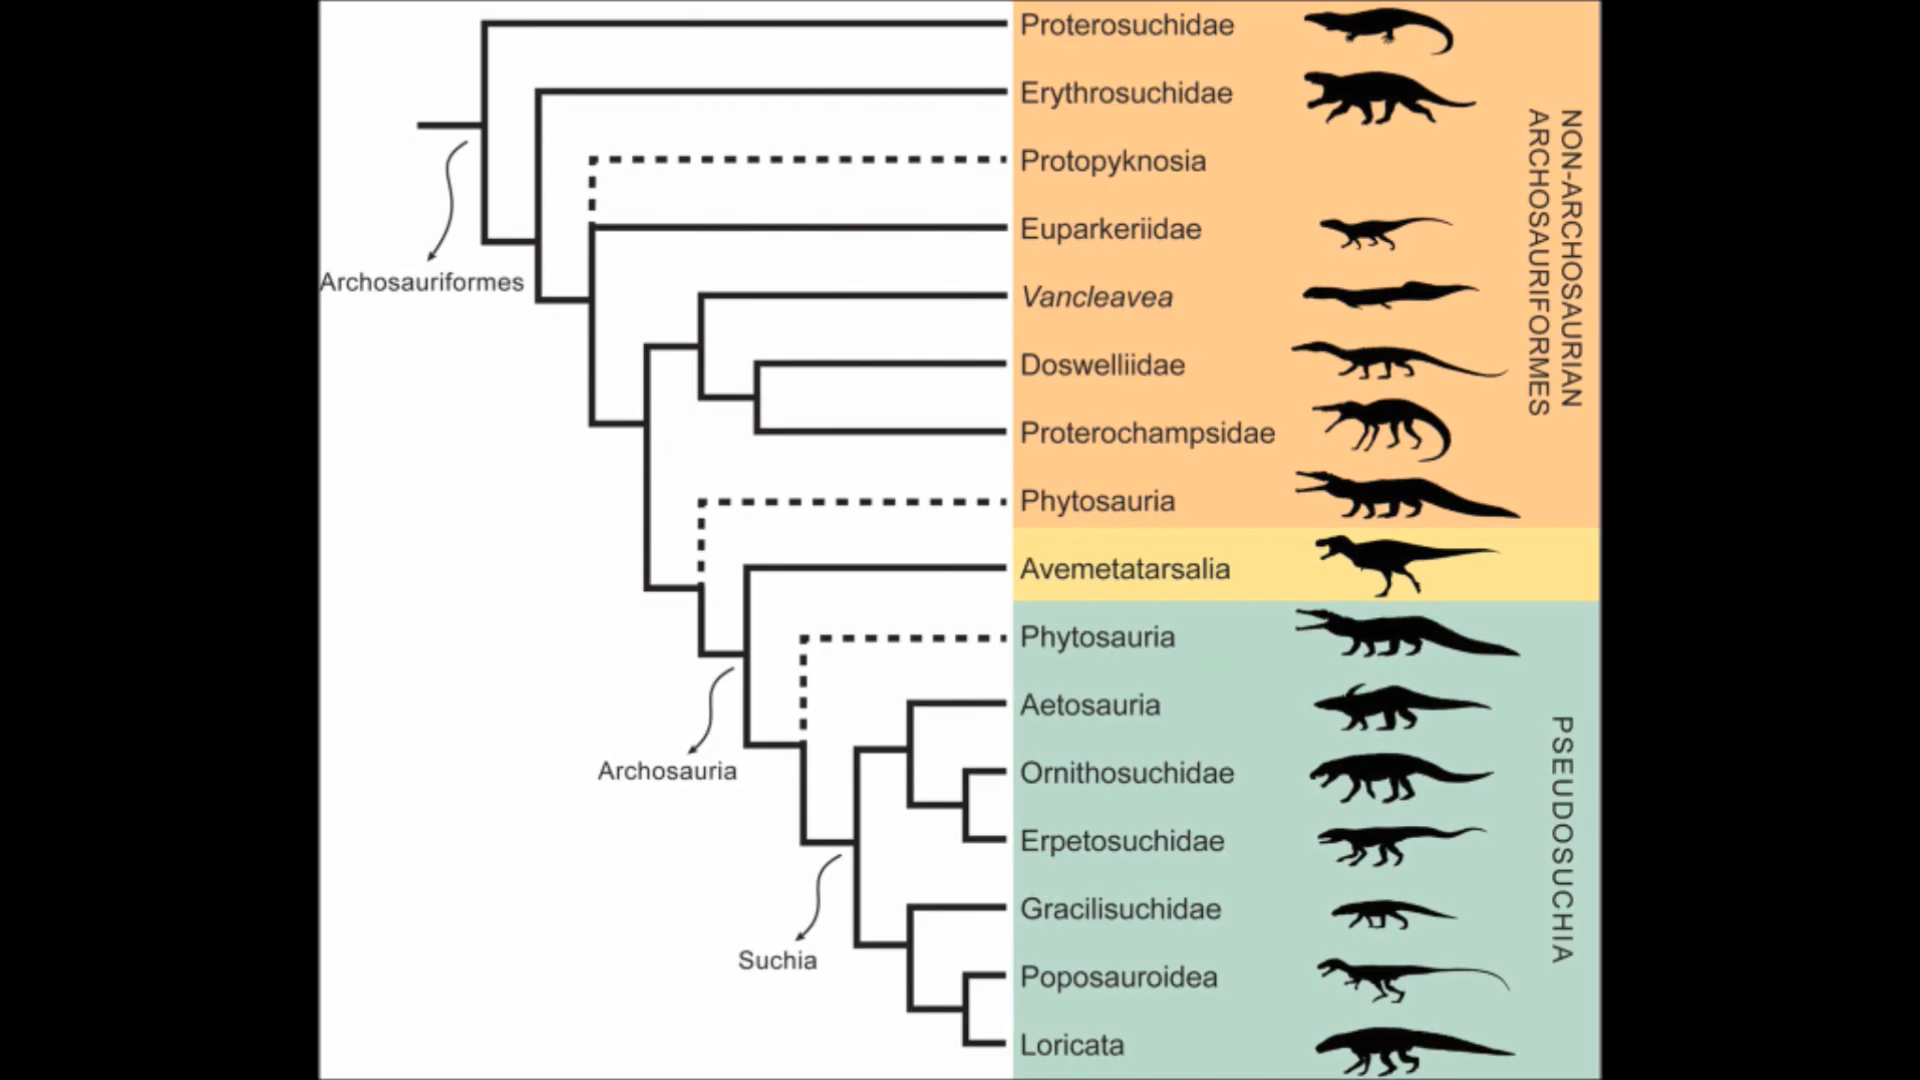 Proterosuchidae
Erythrosuchidae
Protopyknosia
Euparkeriidae
Vancleavea
Doswelliidae
Proterochampsidae
Phytosauria
NON-ARCHOSAURIAN
ARCHOSAURIFORMES
Avemetatarsalia
Phytosauria
Aetosauria
Ornithosuchidae
Erpetosuchidae
Gracilisuchidae
Poposauroidea
Loricata
PSEUDOSUCHIA
Archosauriformes
Archosauria
Suchia